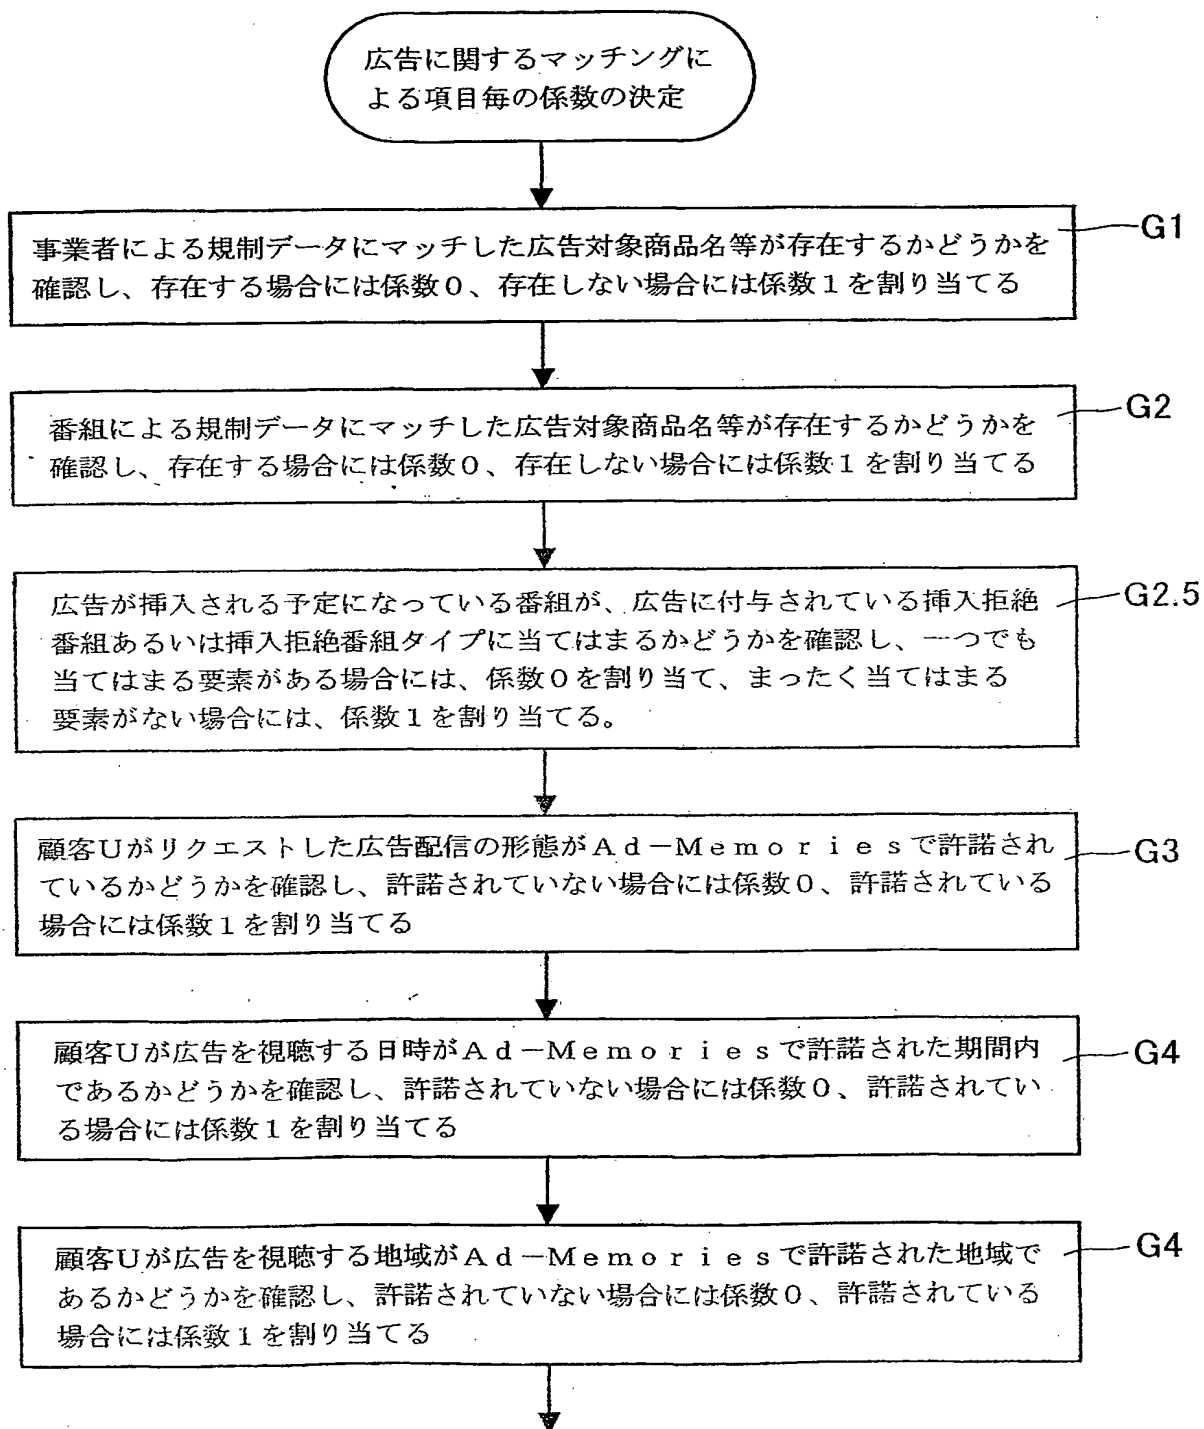 広告に関するマッチングに
よる項目毎の係数の決定
事業者による規制データにマッチした広告対象商品名等が存在するかどうかを
確認し、存在する場合には係数0、存在しない場合には係数1を割り当てる
G1
番組による規制データにマッチした広告対象商品名等が存在するかどうかを
確認し、存在する場合には係数0、存在しない場合には係数1を割り当てる
G2
広告が挿入される予定になっている番組が、広告に付与されている挿入拒絶
番組あるいは挿入拒絶番組タイプに当てはまるかどうかを確認し、一つでも
当てはまる要素がある場合には、係数0を割り当て、まったく当てはまる
要素がない場合には、係数1を割り当てる。
G2.5
顧客Uがリクエストした広告配信の形態がAd－Memoriesで許諾され
ているかどうかを確認し、許諾されていない場合には係数0、許諾されている
場合には係数1を割り当てる
G3
顧客Uが広告を視聴する日時がAd－Memoriesで許諾された期間内
であるかどうかを確認し、許諾されていない場合には係数0、許諾されてい
る場合には係数1を割り当てる
G4
顧客Uが広告を視聴する地域がAd－Memoriesで許諾された地域で
あるかどうかを確認し、許諾されていない場合には係数0、許諾されている
場合には係数1を割り当てる
G4